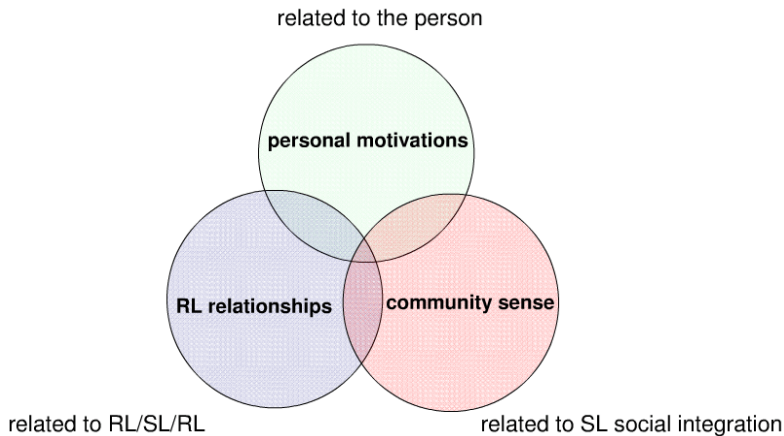 related to the person
personal motivations
RL relationships
community sense
related to RL/SL/RL
related to SL social integration